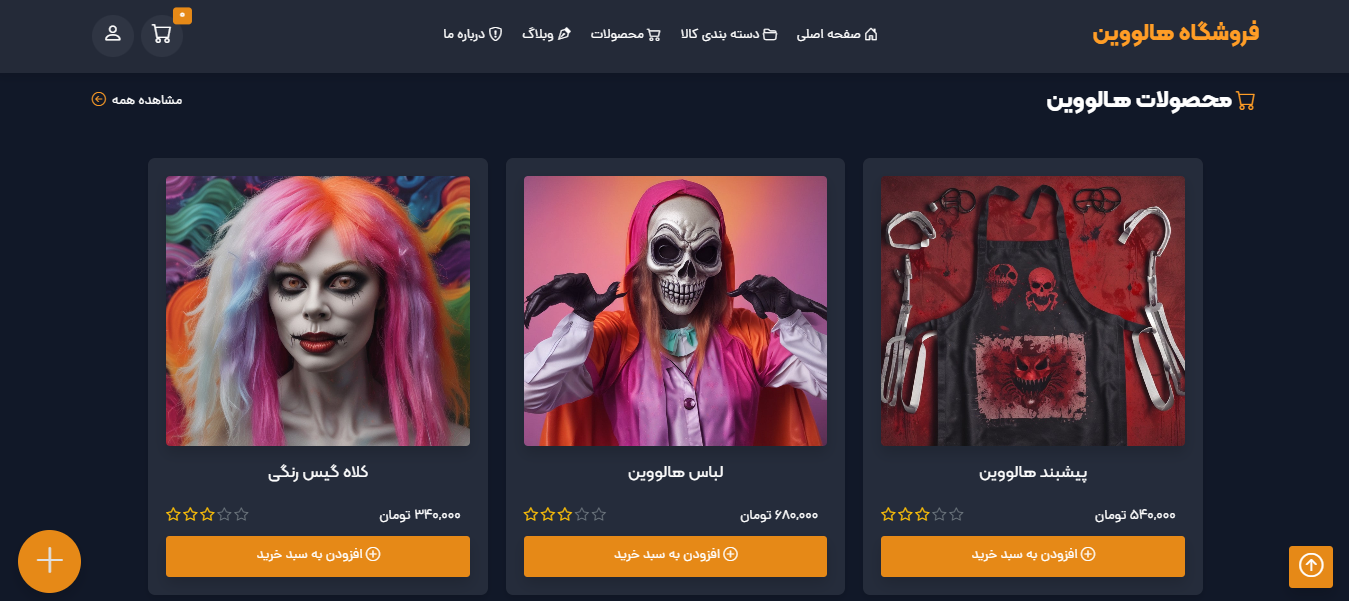 فروشگاه هالووین
صفحه اصلی
دسته بندی کالا
محصولات
وبلاگ
درباره ما
۰
محصولات هالووین
مشاهده همه
پیشبند هالووین
۵۴۰,۰۰۰ تومان
افزودن به سبد خرید
لباس هالووین
۶۸۰,۰۰۰ تومان
افزودن به سبد خرید
کلاه گیس رنگی
۳۴۰,۰۰۰ تومان
افزودن به سبد خرید